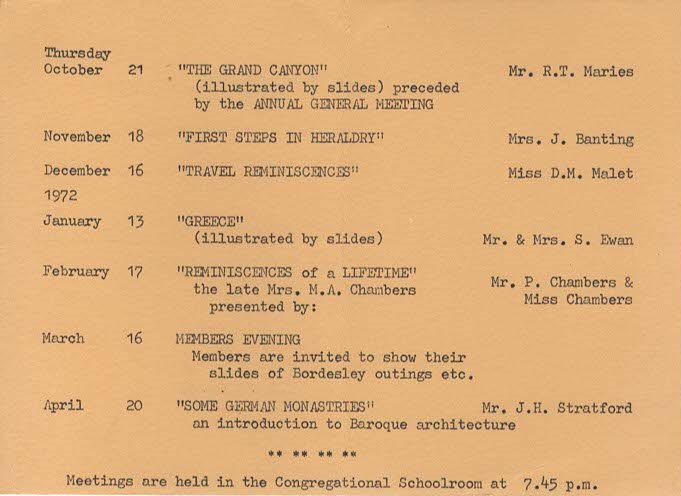 Thursday
October 21 "THE GRAND CANYON" Mr. R.T. Maries
(illustrated by slides) preceded
by the ANNUAL GENERAL MEETING
November 18 "FIRST STEPS IN HERALDRY" Mrs. J. Banting
December 16 "TRAVEL REMINISCENCES" Miss D.M. Malet
1972
January 13 "GREECE"
(illustrated by slides) Mr. & Mrs. S. Ewan
February 17 "REMINISCENCES of a LIFETIME"
the late Mrs. M.A. Chambers Mr. P. Chambers &
presented by: Miss Chambers
March 16 MEMBERS EVENING
Members are invited to show their
slides of Bordesley outings etc.
April 20 "SOME GERMAN MONASTRIES" Mr. J.H. Stratford
an introduction to Baroque architecture
** ** ** **
Meetings are held in the Congregational Schoolroom at 7.45 p.m.